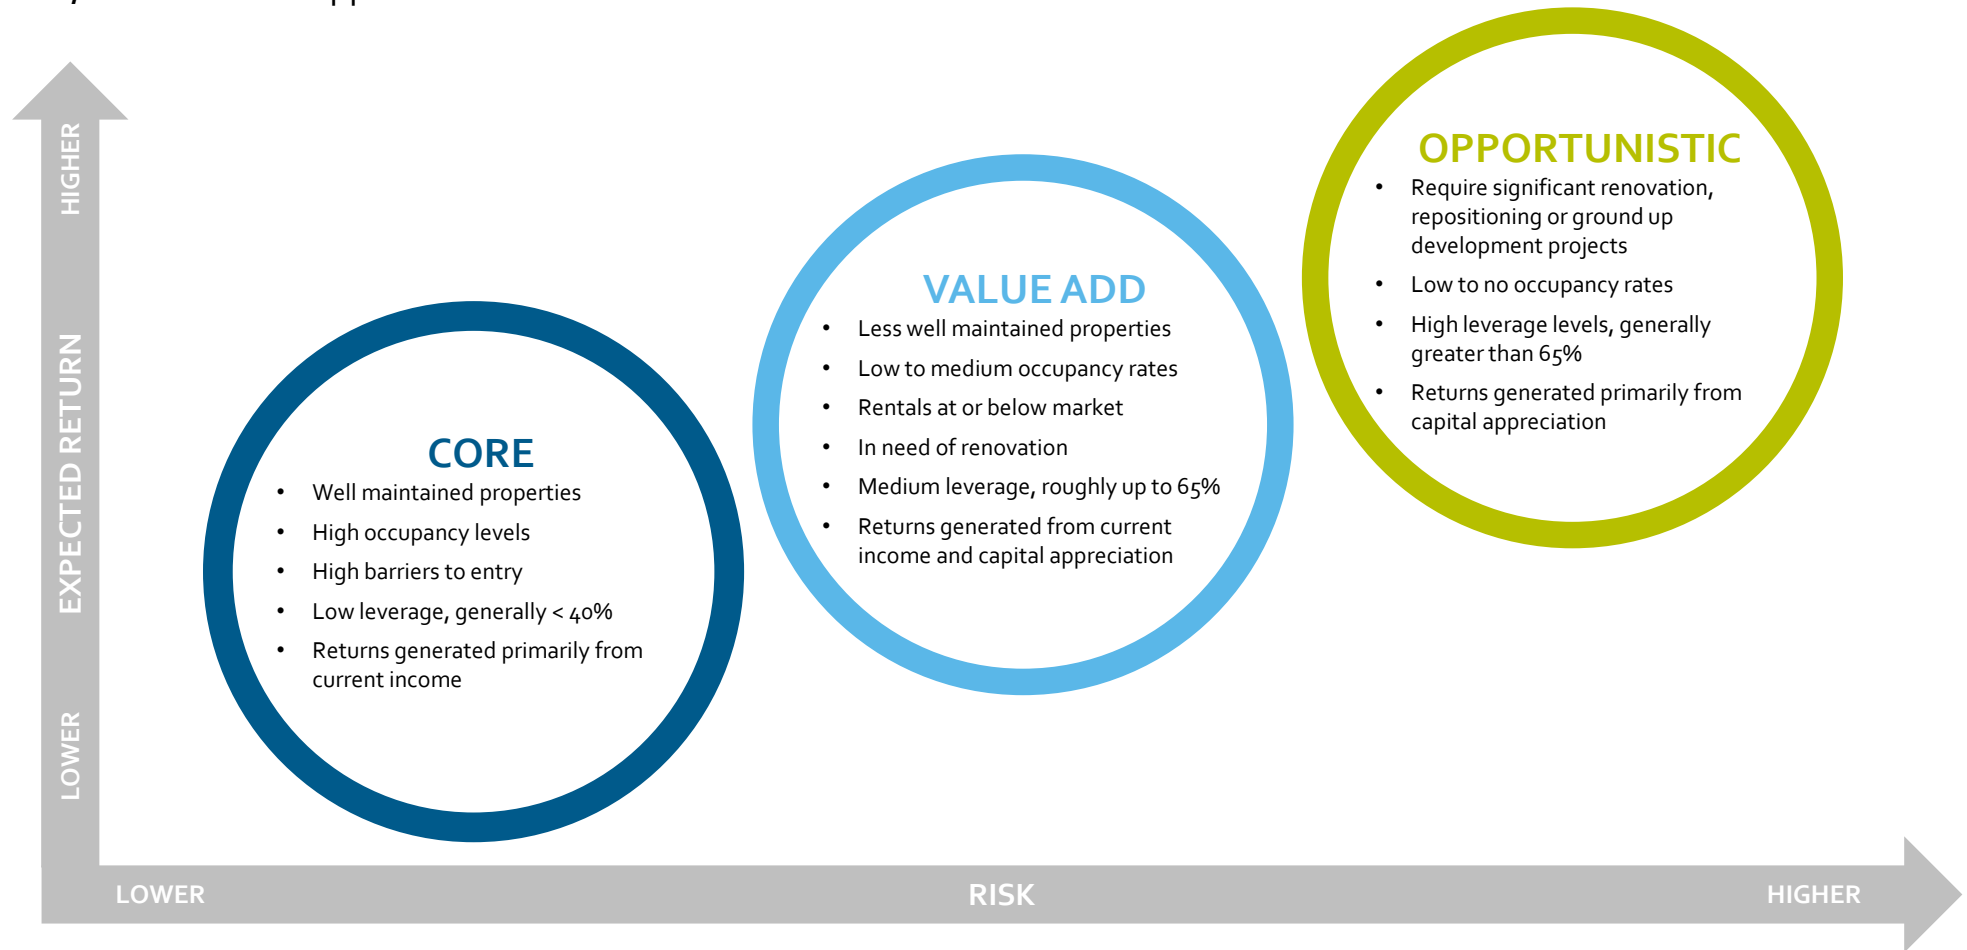 HIGHER
EXPECTED RETURN
LOWER
CORE
• Well maintained properties
• High occupancy levels
• High barriers to entry
• Low leverage, generally < 40%
• Returns generated primarily from
current income
VALUE ADD
• Less well maintained properties
• Low to medium occupancy rates
• Rentals at or below market
• In need of renovation
• Medium leverage, roughly up to 65%
• Returns generated from current
income and capital appreciation
OPPORTUNISTIC
• Require significant renovation,
repositioning or ground up
development projects
• Low to no occupancy rates
• High leverage levels, generally
greater than 65%
• Returns generated primarily from
capital appreciation
LOWER
RISK
HIGHER